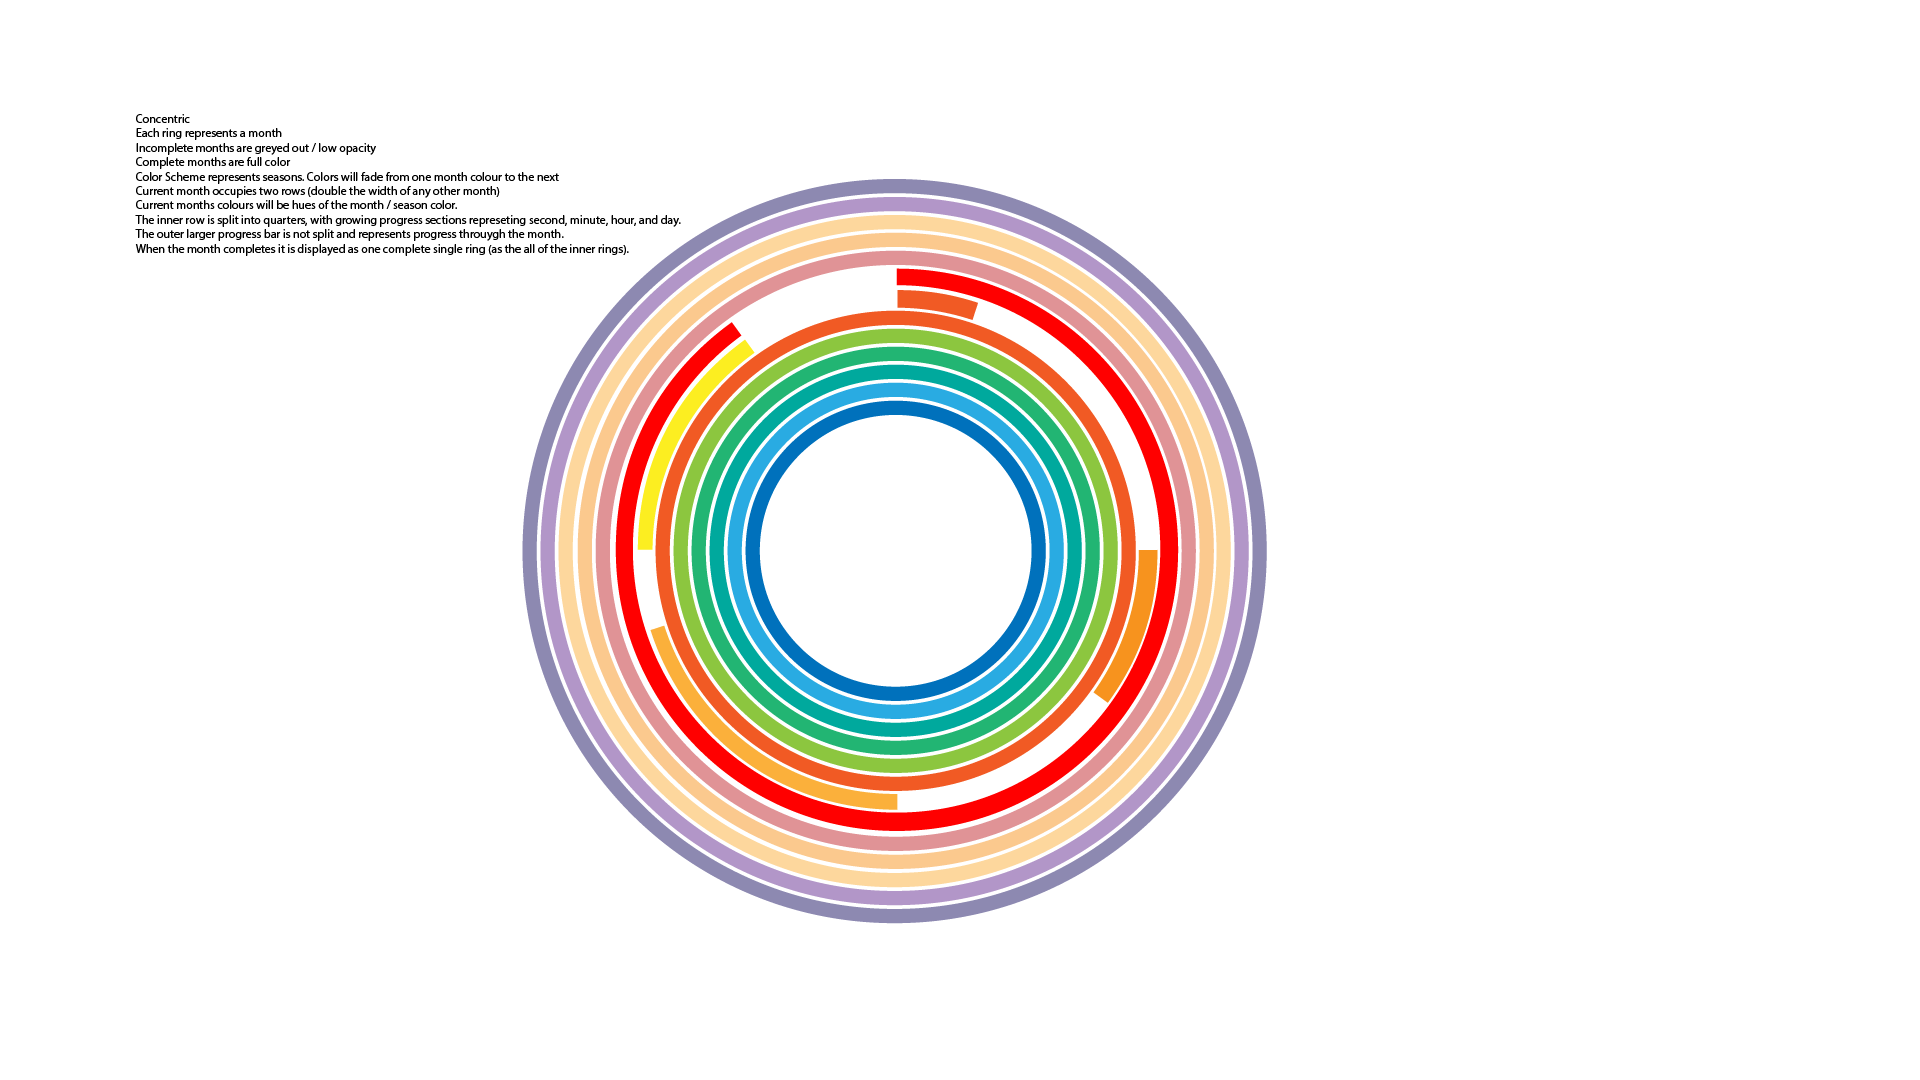 Concentric
Each ring represents a month
Incomplete months are greyed out / low opacity
Complete months are full color
Color Scheme represents seasons. Colors will fade from one month colour to the next
Current month occupies two rows (double the width of any other month)
Current months colours will be hues of the month / season color.
The inner row is split into quarters, with growing progress sections represeting second, minute, hour, and day.
The outer larger progress bar is not split and represents progress throuygh the month.
When the month completes it is displayed as one complete single ring (as the all of the inner rings).